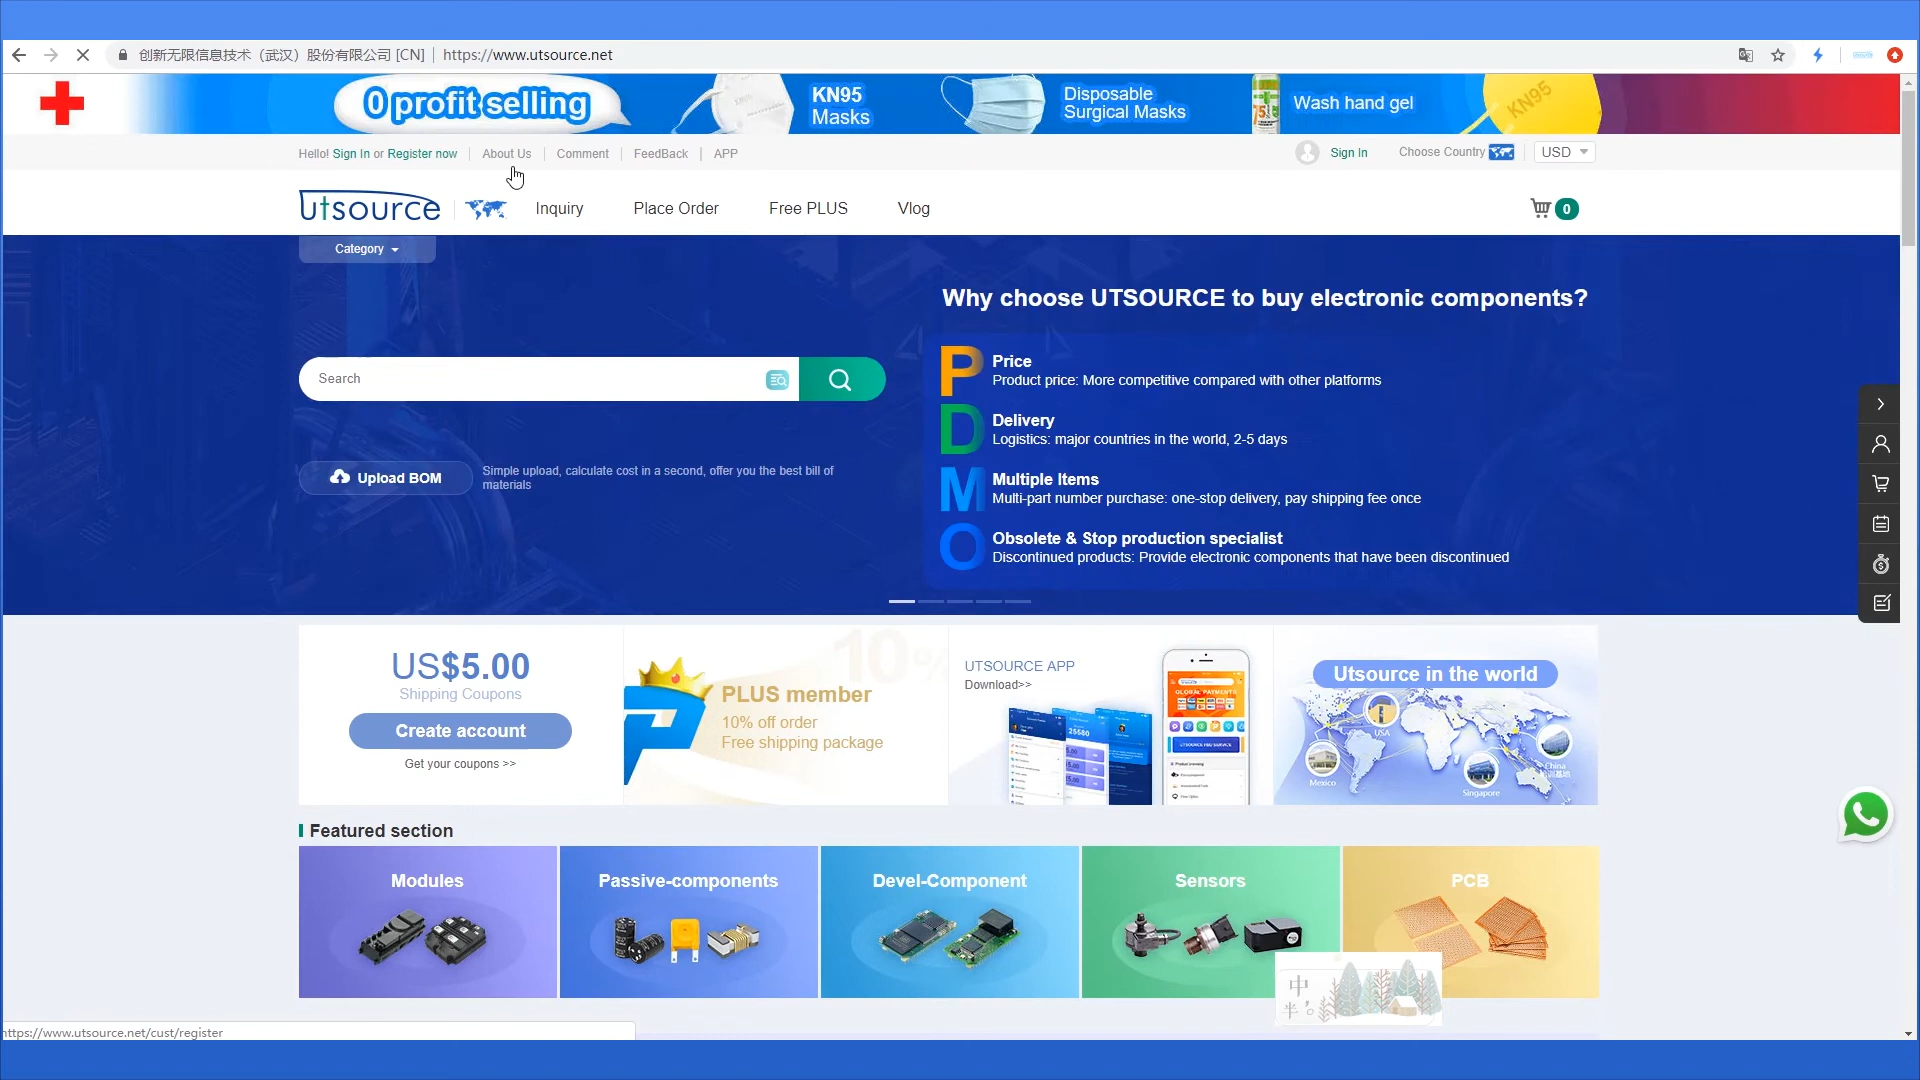 创新无限信息技术（武汉）股份有限公司 [CN] | https://www.utsource.net
0 profit selling
KN95
Masks
Disposable
Surgical Masks
75%
Wash hand gel
KN95
Hello! Sign In or Register now | About Us | Comment | FeedBack | APP
Sign In
Choose Country
USD
utsource
Inquiry
Place Order
Free PLUS
Vlog
0
Category
Why choose UTSOURCE to buy electronic components?
Search
P
Price
Product price: More competitive compared with other platforms
D
Delivery
Logistics: major countries in the world, 2-5 days
Upload BOM
Simple upload, calculate cost in a second, offer you the best bill of
materials
M
Multiple Items
Multi-part number purchase: one-stop delivery, pay shipping fee once
O
Obsolete & Stop production specialist
Discontinued products: Provide electronic components that have been discontinued
US$5.00
Shipping Coupons
Create account
Get your coupons >>
10%
PLUS member
10% off order
Free shipping package
UTSOURCE APP
Download>>
GLOBAL PAYMENTS
25580
Utsource in the world
USA
Mexico
Singapore
China
Featured section
Modules
Passive-components
Devel-Component
Sensors
PCB
中
半
https://www.utsource.net/cust/register